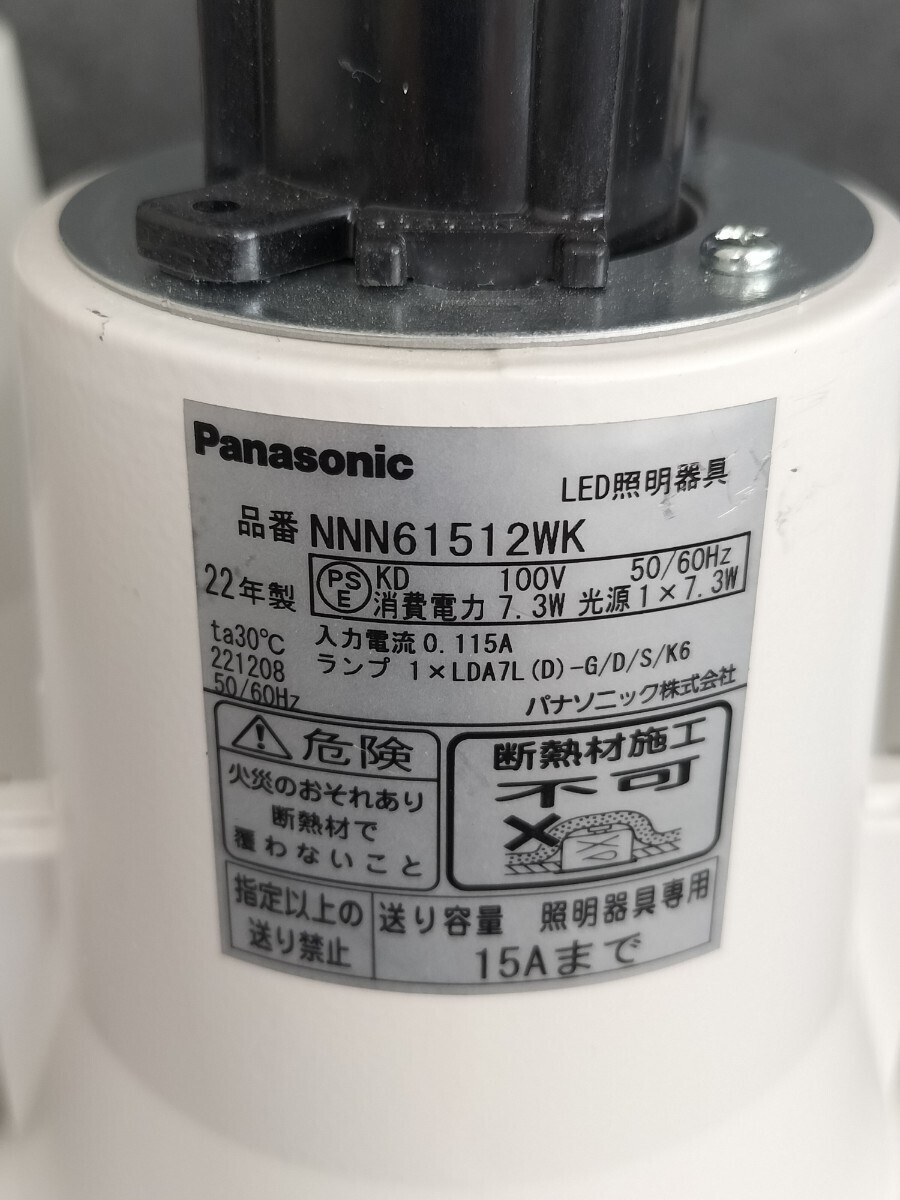 Panasonic
LED照明器具
品番 NNN61512WK
22年製
PS
E
KD 100V 50/60Hz
消費電力 7.3W 光源 1×7.3W
ta30℃
221208
50/60Hz
入力電流0.115A
ランプ 1×LDA7L(D)-G/D/S/K6
パナソニック株式会社
危険
火災のおそれあり
断熱材で
覆わないこと
断熱材施工
不可
指定以上の
送り禁止
送り容量 照明器具専用
15Aまで